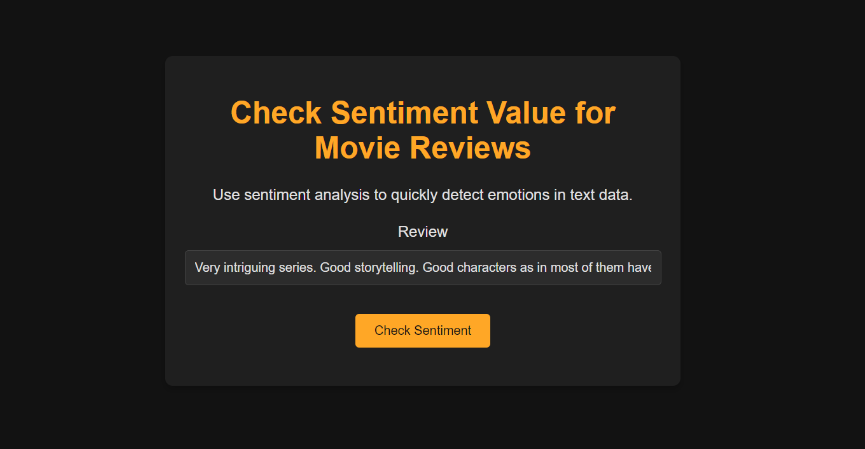 Check Sentiment Value for
Movie Reviews
Use sentiment analysis to quickly detect emotions in text data.
Review
Very intriguing series. Good storytelling. Good characters as in most of them have
Check Sentiment